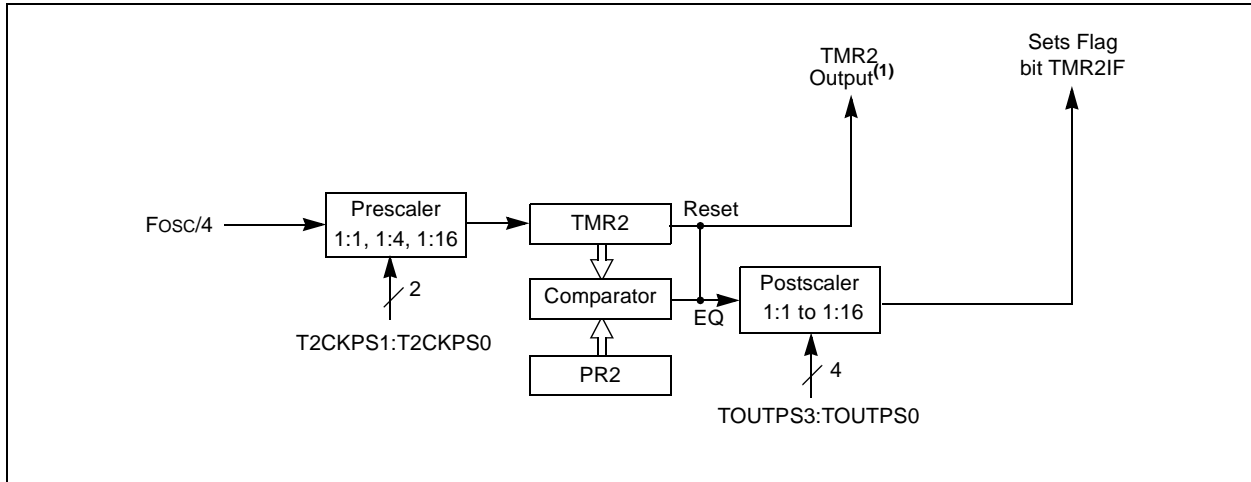 TMR2
Output(1)
Sets Flag
bit TMR2IF
FOSC/4
Prescaler
1:1, 1:4, 1:16
TMR2
Reset
2
Comparator
EQ
Postscaler
1:1 to 1:16
T2CKPS1:T2CKPS0
PR2
4
TOUTPS3:TOUTPS0